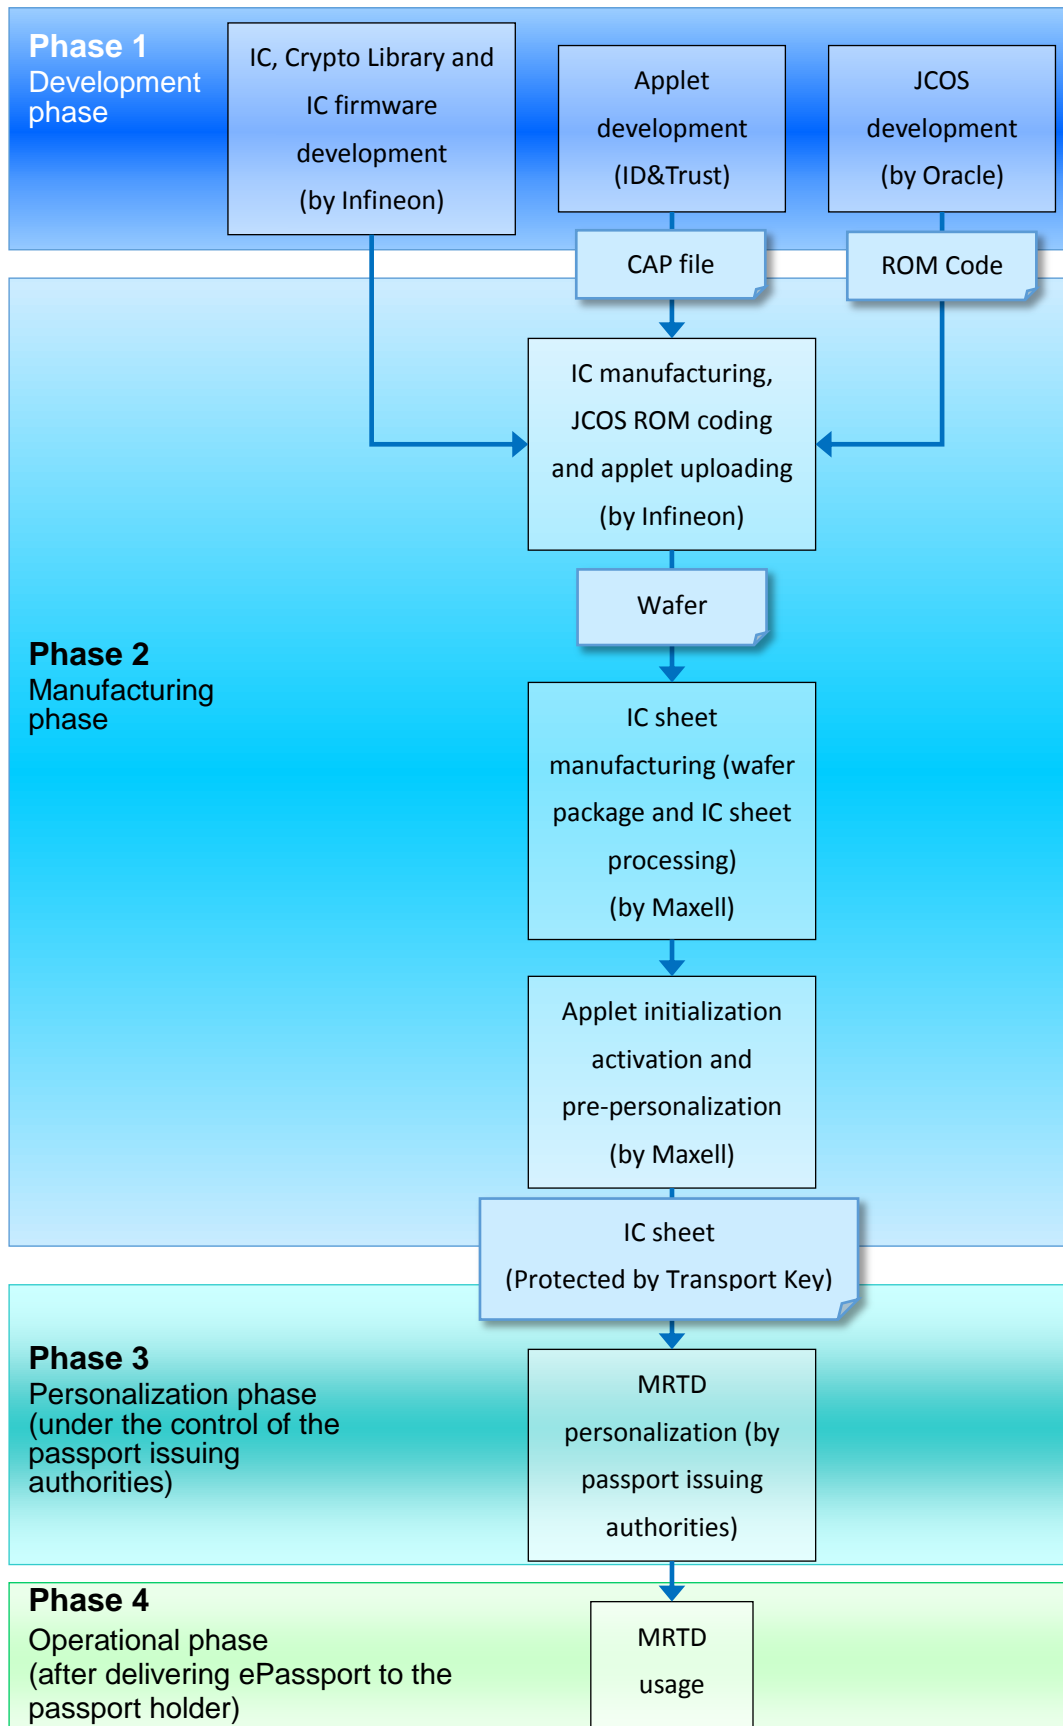 Phase 1
Development
phase
IC, Crypto Library and
IC firmware
development
(by Infineon)
Applet
development
(ID&Trust)
JCOS
development
(by Oracle)
CAP file
ROM Code
IC manufacturing,
JCOS ROM coding
and applet uploading
(by Infineon)
Wafer
Phase 2
Manufacturing
phase
IC sheet
manufacturing (wafer
package and IC sheet
processing)
(by Maxell)
Applet initialization
activation and
pre-personalization
(by Maxell)
IC sheet
(Protected by Transport Key)
Phase 3
Personalization phase
(under the control of the
passport issuing
authorities)
MRTD
personalization (by
passport issuing
authorities)
Phase 4
Operational phase
(after delivering ePassport to the
passport holder)
MRTD
usage